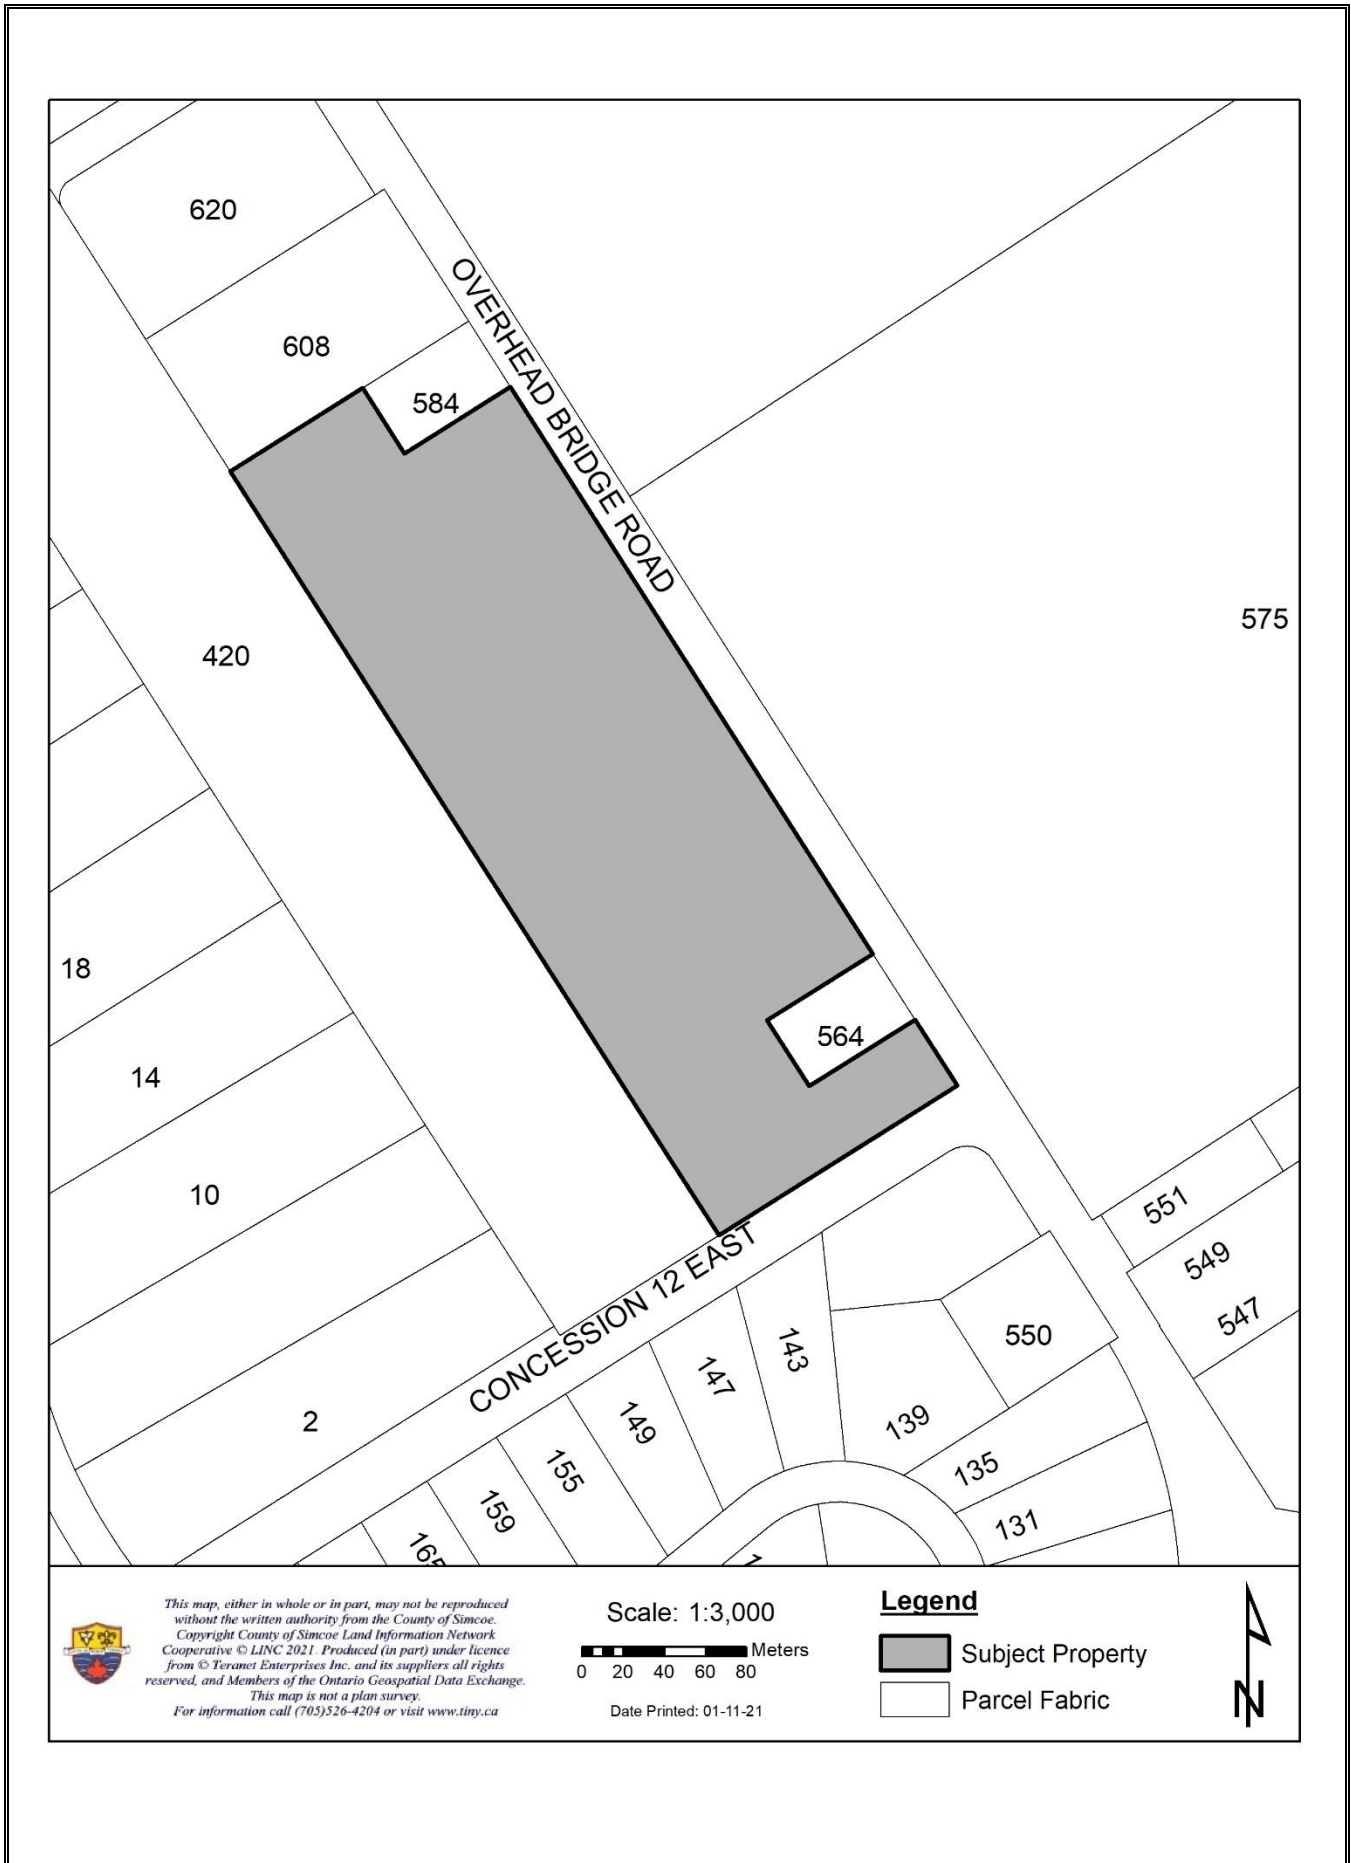 620
608
OVERHEAD BRIDGE ROAD
584
575
420
18
564
14
10
551
549
547
CONCESSION 12 EAST
550
143
147
149
139
2
155
135
159
131
165
1
This map, either in whole or in part, may not be reproduced
without the written authority from the County of Simcoe.
Copyright County of Simcoe Land Information Network
Cooperative © LINC 2021. Produced (in part) under licence
from © Teranet Enterprises Inc. and its suppliers all rights
reserved, and Members of the Ontario Geospatial Data Exchange.
This map is not a plan survey.
For information call (705)526-4204 or visit www.tiny.ca
Scale: 1:3,000
Meters
0 20 40 60 80
Date Printed: 01-11-21
Legend
Subject Property
Parcel Fabric
N